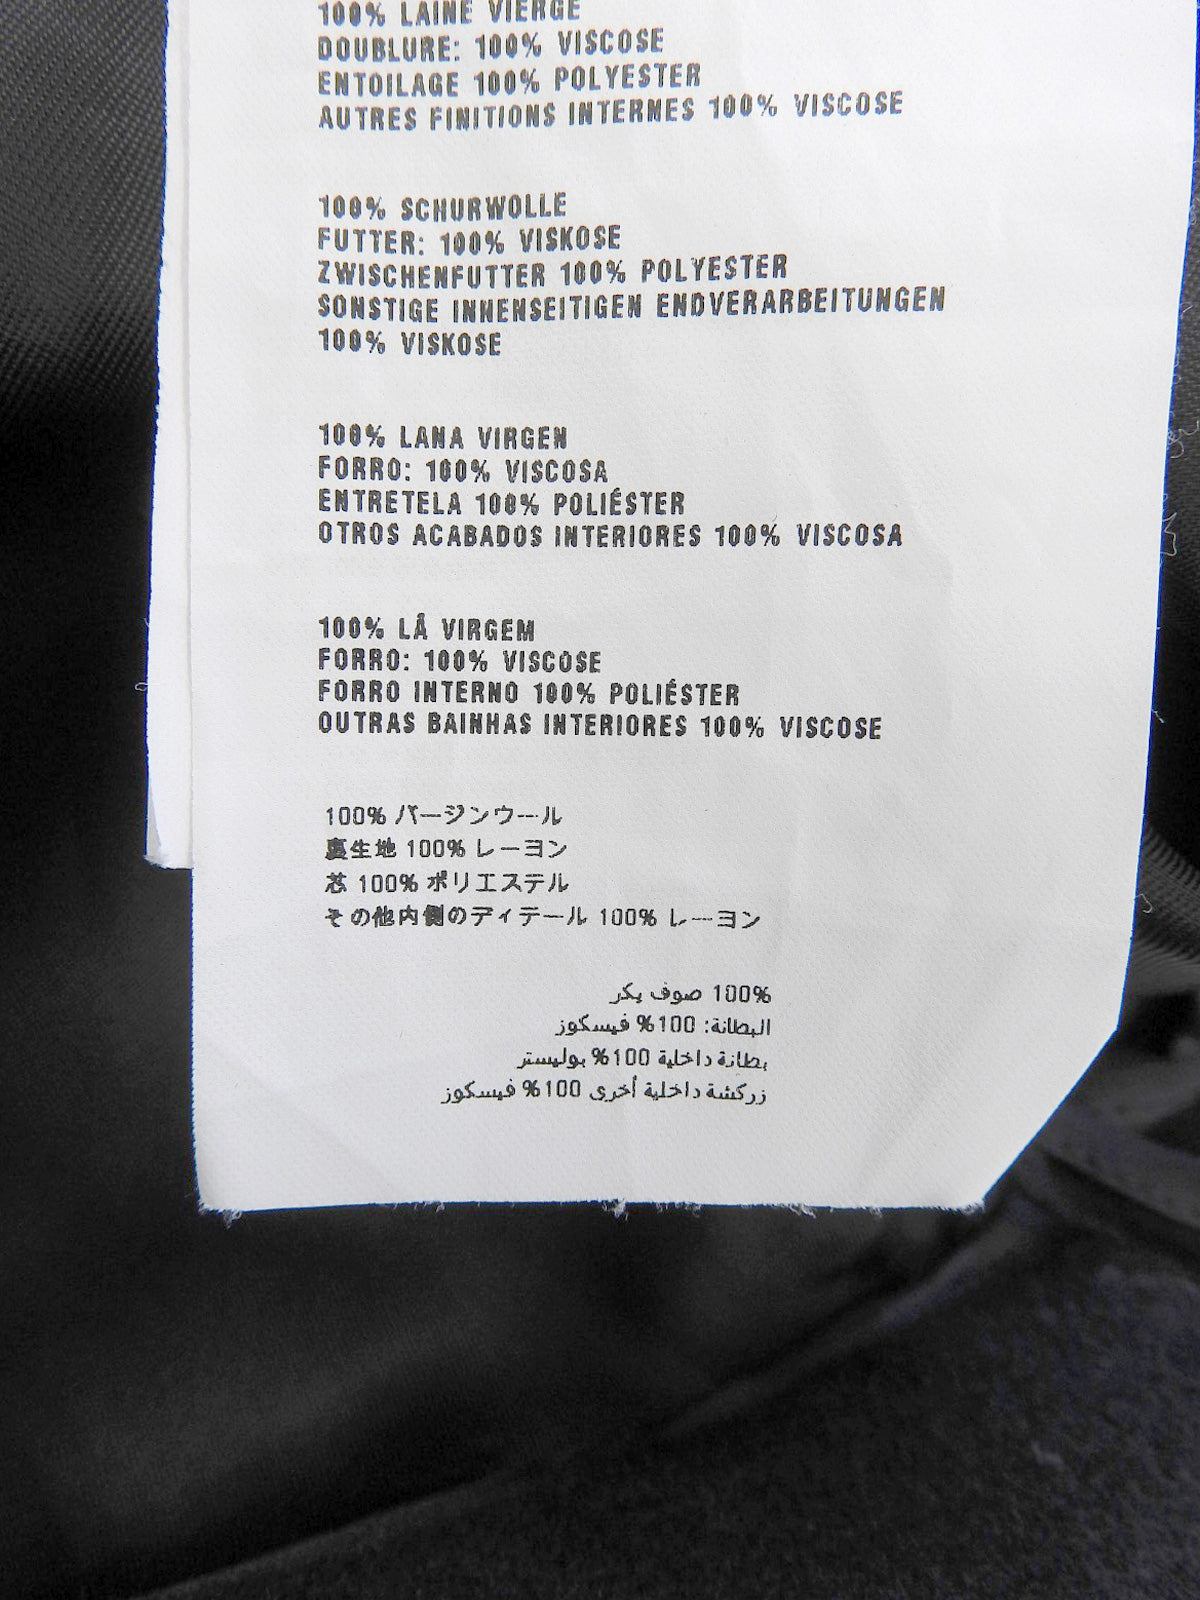 100% LAINE VIERGE
DOUBLURE: 100% VISCOSE
ENTOILAGE 100% POLYESTER
AUTRES FINITIONS INTERNES 100% VISCOSE
100% SCHURWOLLE
FUTTER: 100% VISKOSE
ZWISCHENFUTTER 100% POLYESTER
SONSTIGE INNENSEITIGEN ENDVERARBEITUNGEN
100% VISKOSE
100% LANA VIRGEN
FORRO: 100% VISCOSA
ENTRETELA 100% POLIÉSTER
OTROS ACABADOS INTERIORES 100% VISCOSA
100% LÃ VIRGEM
FORRO: 100% VISCOSE
FORRO INTERNO 100% POLIÉSTER
OUTRAS BAINHAS INTERIORES 100% VISCOSE
100% バージンウール
裏生地 100% レーヨン
芯 100% ポリエステル
その他内側のディテール 100% レーヨン
100% صوف بكر
البطانة: 100% فيسكوز
بطانة داخلية 100% بوليستر
زركشة داخلية أخرى 100% فيسكوز